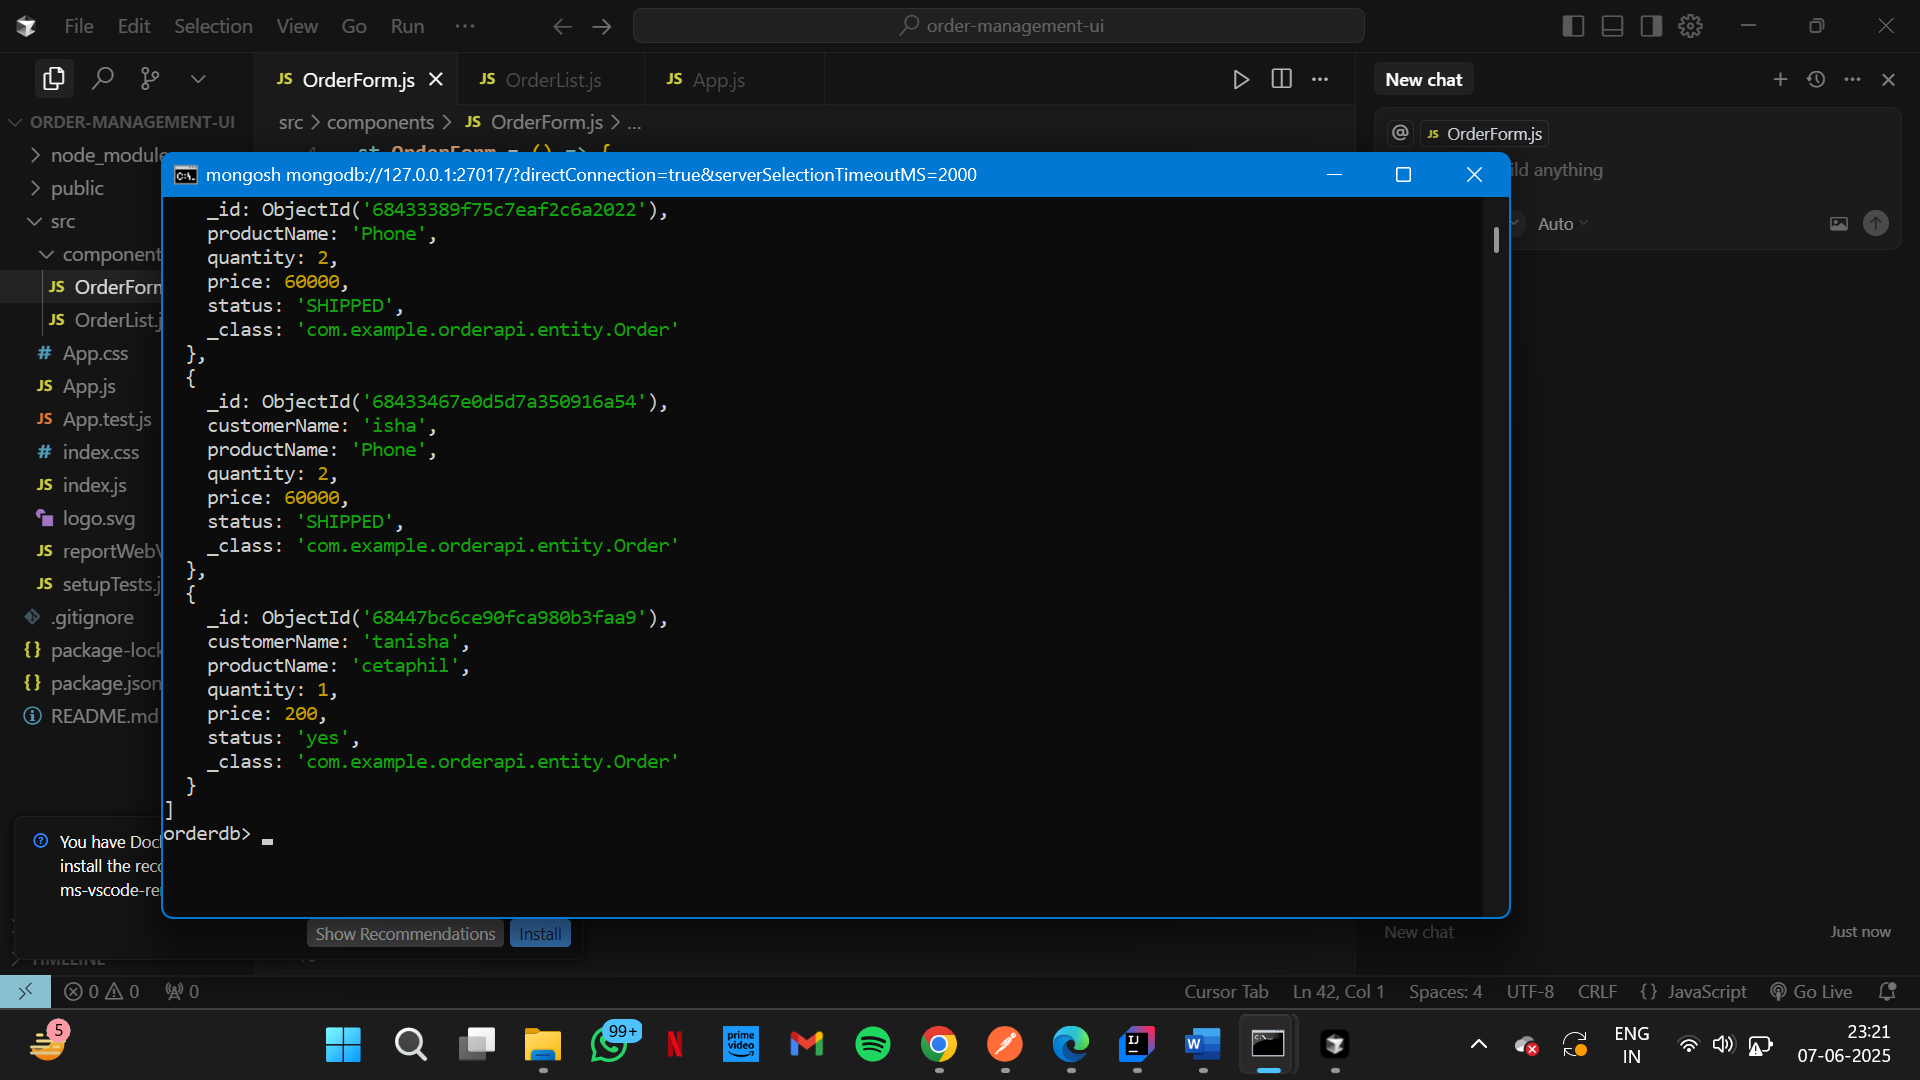 File Edit Selection View Go Run ...
order-management-ui
JS OrderForm.js
JS OrderList.js
JS App.js
New chat
ORDER-MANAGEMENT-UI
src > components > JS OrderForm.js > ...
@ JS OrderForm.js
node_module
public
src
component
JS OrderForm
JS OrderList.j
# App.css
JS App.js
JS App.test.js
# index.css
JS index.js
logo.svg
JS reportWebV
JS setupTests.j
.gitignore
{} package-lock
{} package.json
README.md
mongosh mongodb://127.0.0.1:27017/?directConnection=true&serverSelectionTimeoutMS=2000
anything
Auto
_id: ObjectId('68433389f75c7eaf2c6a2022'),
productName: 'Phone',
quantity: 2,
price: 60000,
status: 'SHIPPED',
_class: 'com.example.orderapi.entity.Order'
},
{
_id: ObjectId('68433467e0d5d7a350916a54'),
customerName: 'isha',
productName: 'Phone',
quantity: 2,
price: 60000,
status: 'SHIPPED',
_class: 'com.example.orderapi.entity.Order'
},
{
_id: ObjectId('68447bc6ce90fca980b3faa9'),
customerName: 'tanisha',
productName: 'cetaphil',
quantity: 1,
price: 200,
status: 'yes',
_class: 'com.example.orderapi.entity.Order'
}
]
orderdb>
You have Doc
install the rec
ms-vscode-re
Show Recommendations Install
New chat Just now
TIMELINE
0 0 0
Cursor Tab Ln 42, Col 1 Spaces: 4 UTF-8 CRLF {} JavaScript Go Live
5
99+
prime video
IJ
W
ENG
IN
23:21
07-06-2025